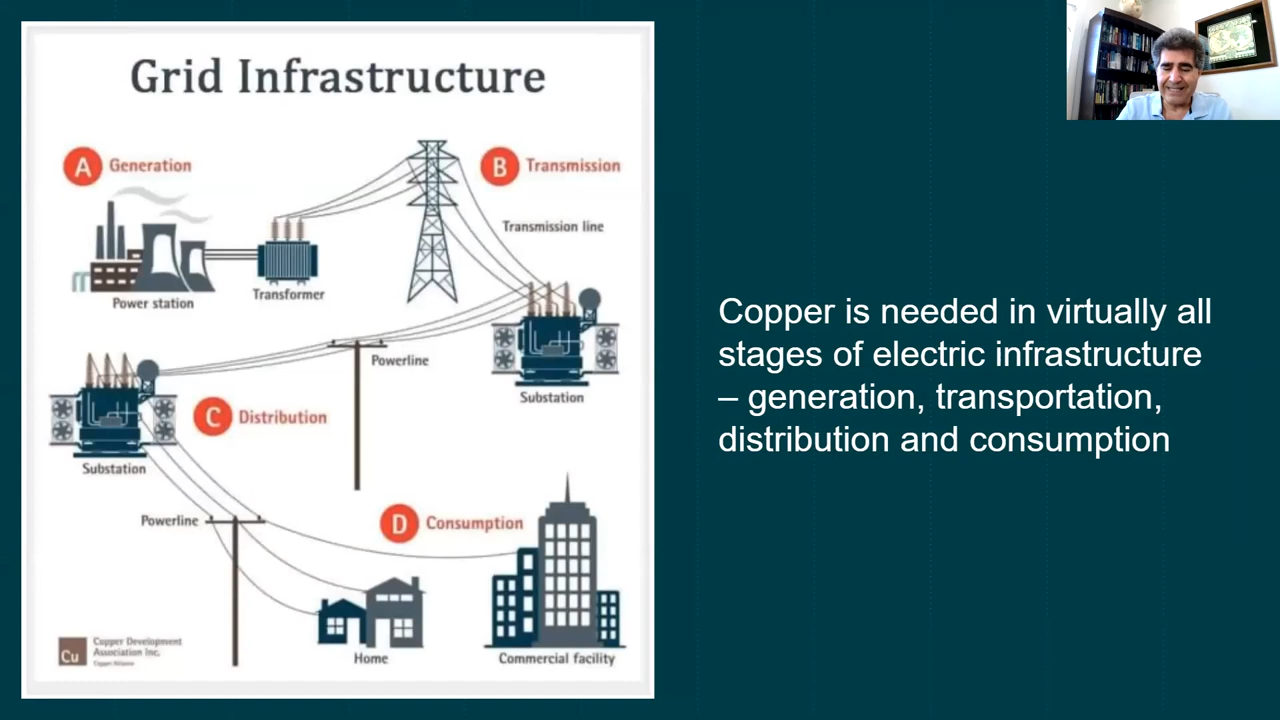 Grid Infrastructure
A Generation
B Transmission
Transmission line
Power station
Transformer
Powerline
Substation
C Distribution
Substation
Powerline
D Consumption
Home
Commercial facility
Cu
Copper Development
Association Inc.
Copper Alliance
Copper is needed in virtually all
stages of electric infrastructure
– generation, transportation,
distribution and consumption